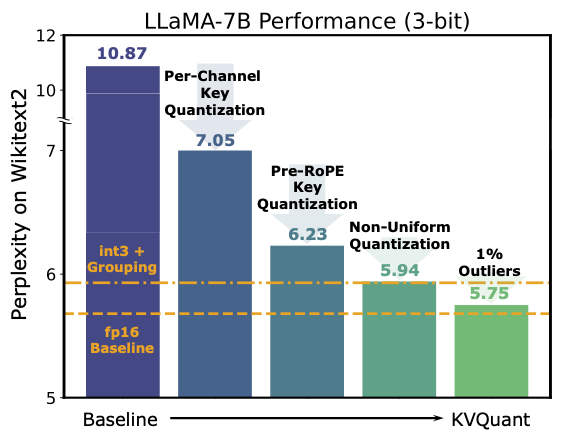 LLaMA-7B Performance (3-bit)
Perplexity on Wikitext2
12
10
7
6
5
10.87
Per-Channel
Key
Quantization
7.05
Pre-RoPE
Key
Quantization
6.23
Non-Uniform
Quantization
5.94
1%
Outliers
5.75
int3 +
Grouping
fp16
Baseline
Baseline
KVQuant